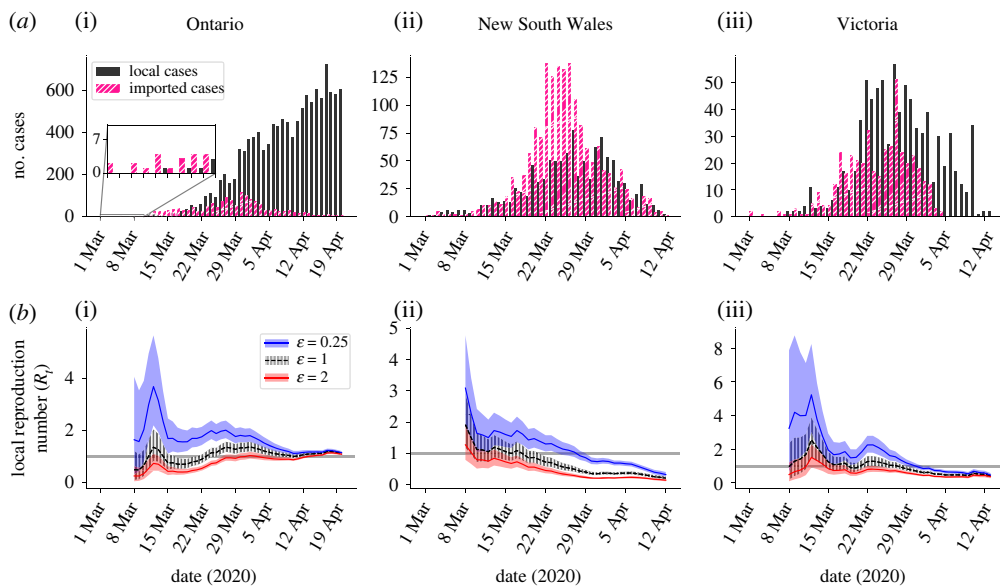 (a) (i) Ontario (ii) New South Wales (iii) Victoria
no. cases
600
400
200
0
local cases
imported cases
7
0
1 Mar 8 Mar 15 Mar 22 Mar 29 Mar 5 Apr 12 Apr 19 Apr
125
100
75
50
25
0
1 Mar 8 Mar 15 Mar 22 Mar 29 Mar 5 Apr 12 Apr
50
40
30
20
10
0
1 Mar 8 Mar 15 Mar 22 Mar 29 Mar 5 Apr 12 Apr
(b) (i) (ii) (iii)
local reproduction
number (Rt)
4
2
0
ε = 0.25
ε = 1
ε = 2
1 Mar 8 Mar 15 Mar 22 Mar 29 Mar 5 Apr 12 Apr 19 Apr
date (2020)
5
4
3
2
1
0
1 Mar 8 Mar 15 Mar 22 Mar 29 Mar 5 Apr 12 Apr
date (2020)
8
6
4
2
0
1 Mar 8 Mar 15 Mar 22 Mar 29 Mar 5 Apr 12 Apr
date (2020)